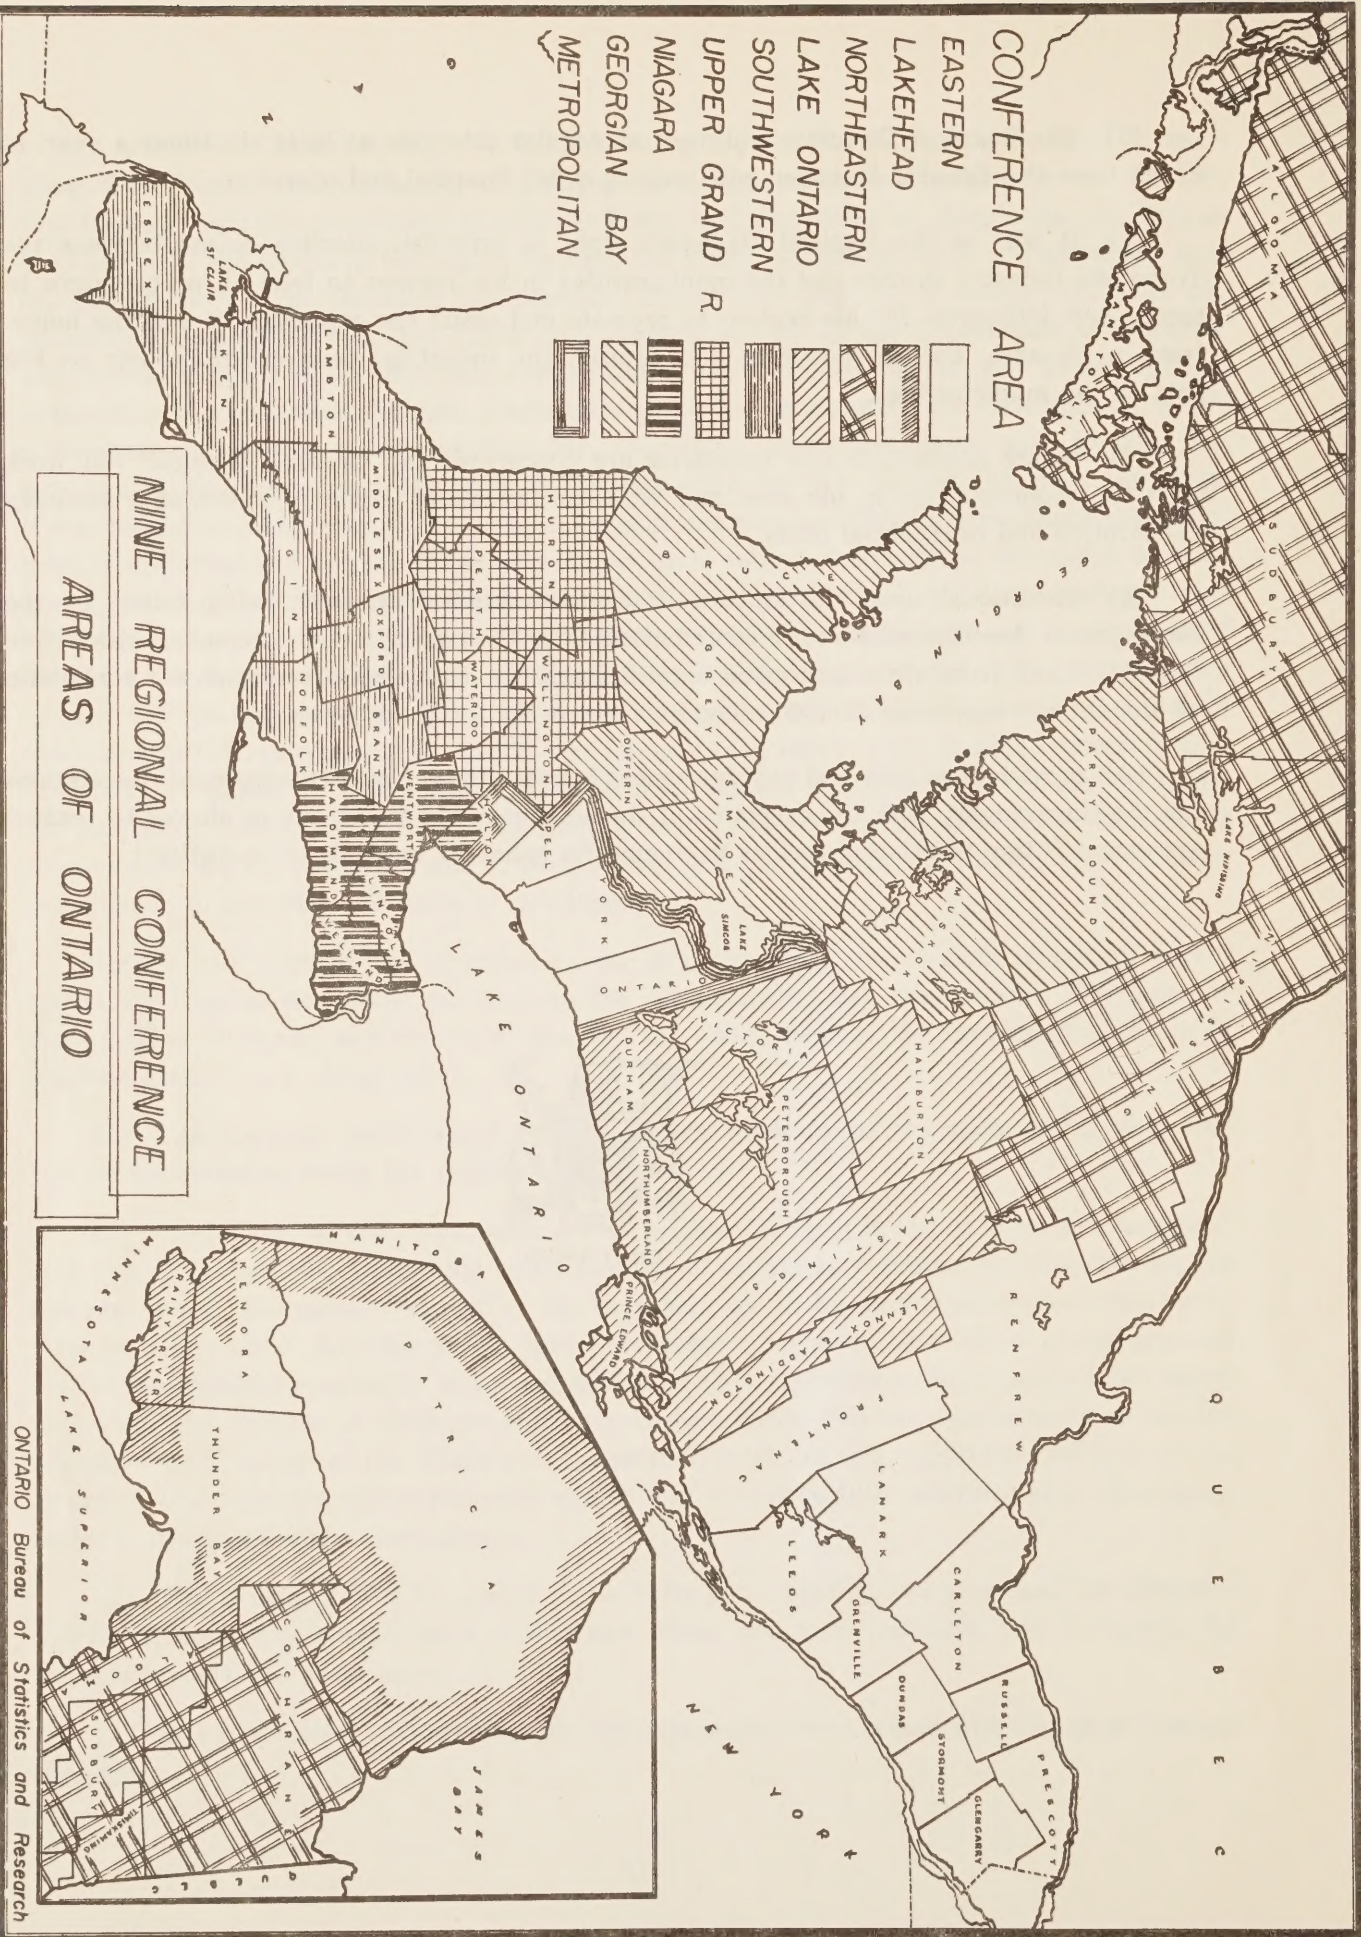 CONFERENCE AREA
EASTERN
LAKEHEAD
NORTHEASTERN
LAKE ONTARIO
SOUTHWESTERN
UPPER GRAND R.
NIAGARA
GEORGIAN BAY
METROPOLITAN
NINE REGIONAL CONFERENCE
AREAS OF ONTARIO
ALGOMA
SUDBURY
MANITOULIN
NIPISSING
LAKE NIPISSING
PARRY SOUND
GEORGIAN BAY
MUSKOKA
HALIBURTON
RENFREW
QUEBEC
BRUCE
GREY
SIMCOE
DUFFERIN
LAKE
SIMCOE
VICTORIA
PETERBOROUGH
HASTINGS
LENNOX & ADDINGTON
FRONTENAC
LANARK
CARLETON
RUSSELL
PRESCOTT
LEEDS
GRENVILLE
DUNDAS
STORMONT
GLENGARRY
HURON
PERTH
WELLINGTON
WATERLOO
PEEL
HALTON
YORK
ONTARIO
DURHAM
NORTHUMBERLAND
PRINCE EDWARD
LAMBTON
MIDDLESEX
OXFORD
BRANT
WENTWORTH
LINCOLN
WELLAND
HALDIMAND
NORFOLK
ELGIN
KENT
ESSEX
LAKE
ST CLAIR
LAKE ONTARIO
NEW YORK
MANITOBA
MINNESOTA
KENORA
RAINY RIVER
PATRICIA
THUNDER BAY
LAKE SUPERIOR
COCHRANE
ALGOMA
SUDBURY
TIMISKAMING
QUEBEC
JAMES
BAY
ONTARIO Bureau of Statistics and Research